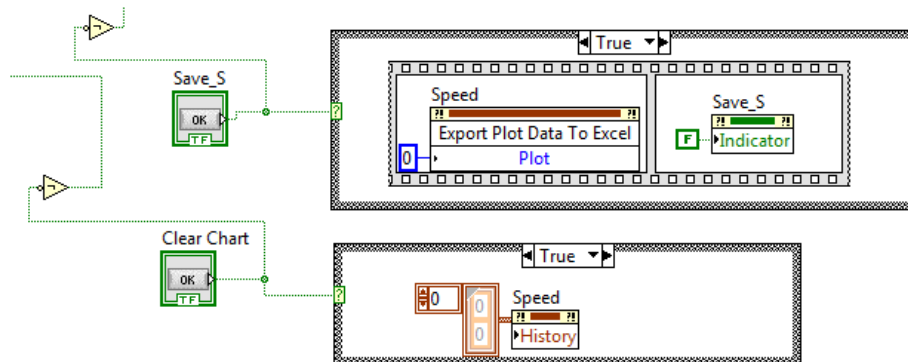 True
Save_S
OK
TF
?
Speed
?! ?!
Export Plot Data To Excel
0
Plot
Save_S
?! ?!
F
Indicator
Clear Chart
OK
TF
?
True
0
0
0
Speed
?! ?!
History